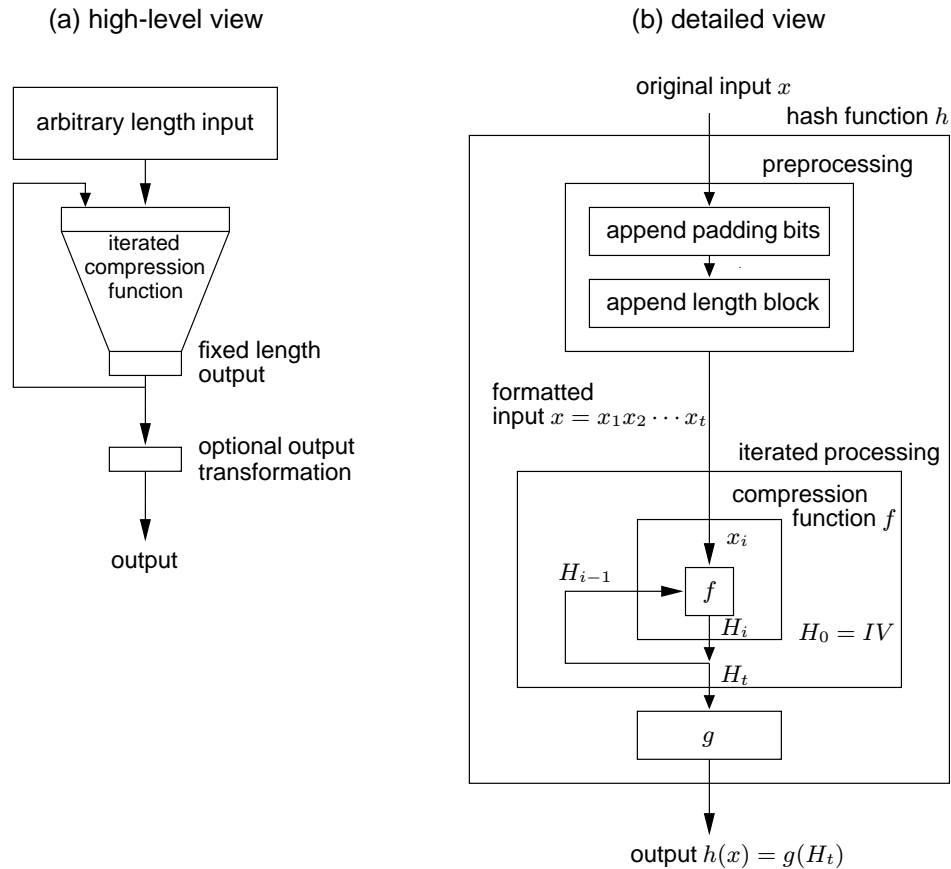 (a) high-level view
arbitrary length input
iterated
compression
function
fixed length
output
optional output
transformation
output
(b) detailed view
original input x
hash function h
preprocessing
append padding bits
append length block
formatted
input x = x₁x₂ ⋯ xₜ
iterated processing
compression
function f
xᵢ
Hᵢ₋₁
f
Hᵢ
H₀ = IV
Hₜ
g
output h(x) = g(Hₜ)